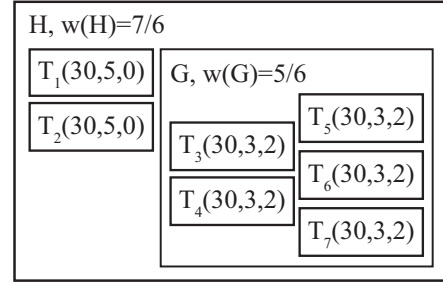 H, w(H)=7/6
T₁(30,5,0)
T₂(30,5,0)
G, w(G)=5/6
T₃(30,3,2)
T₄(30,3,2)
T₅(30,3,2)
T₆(30,3,2)
T₇(30,3,2)